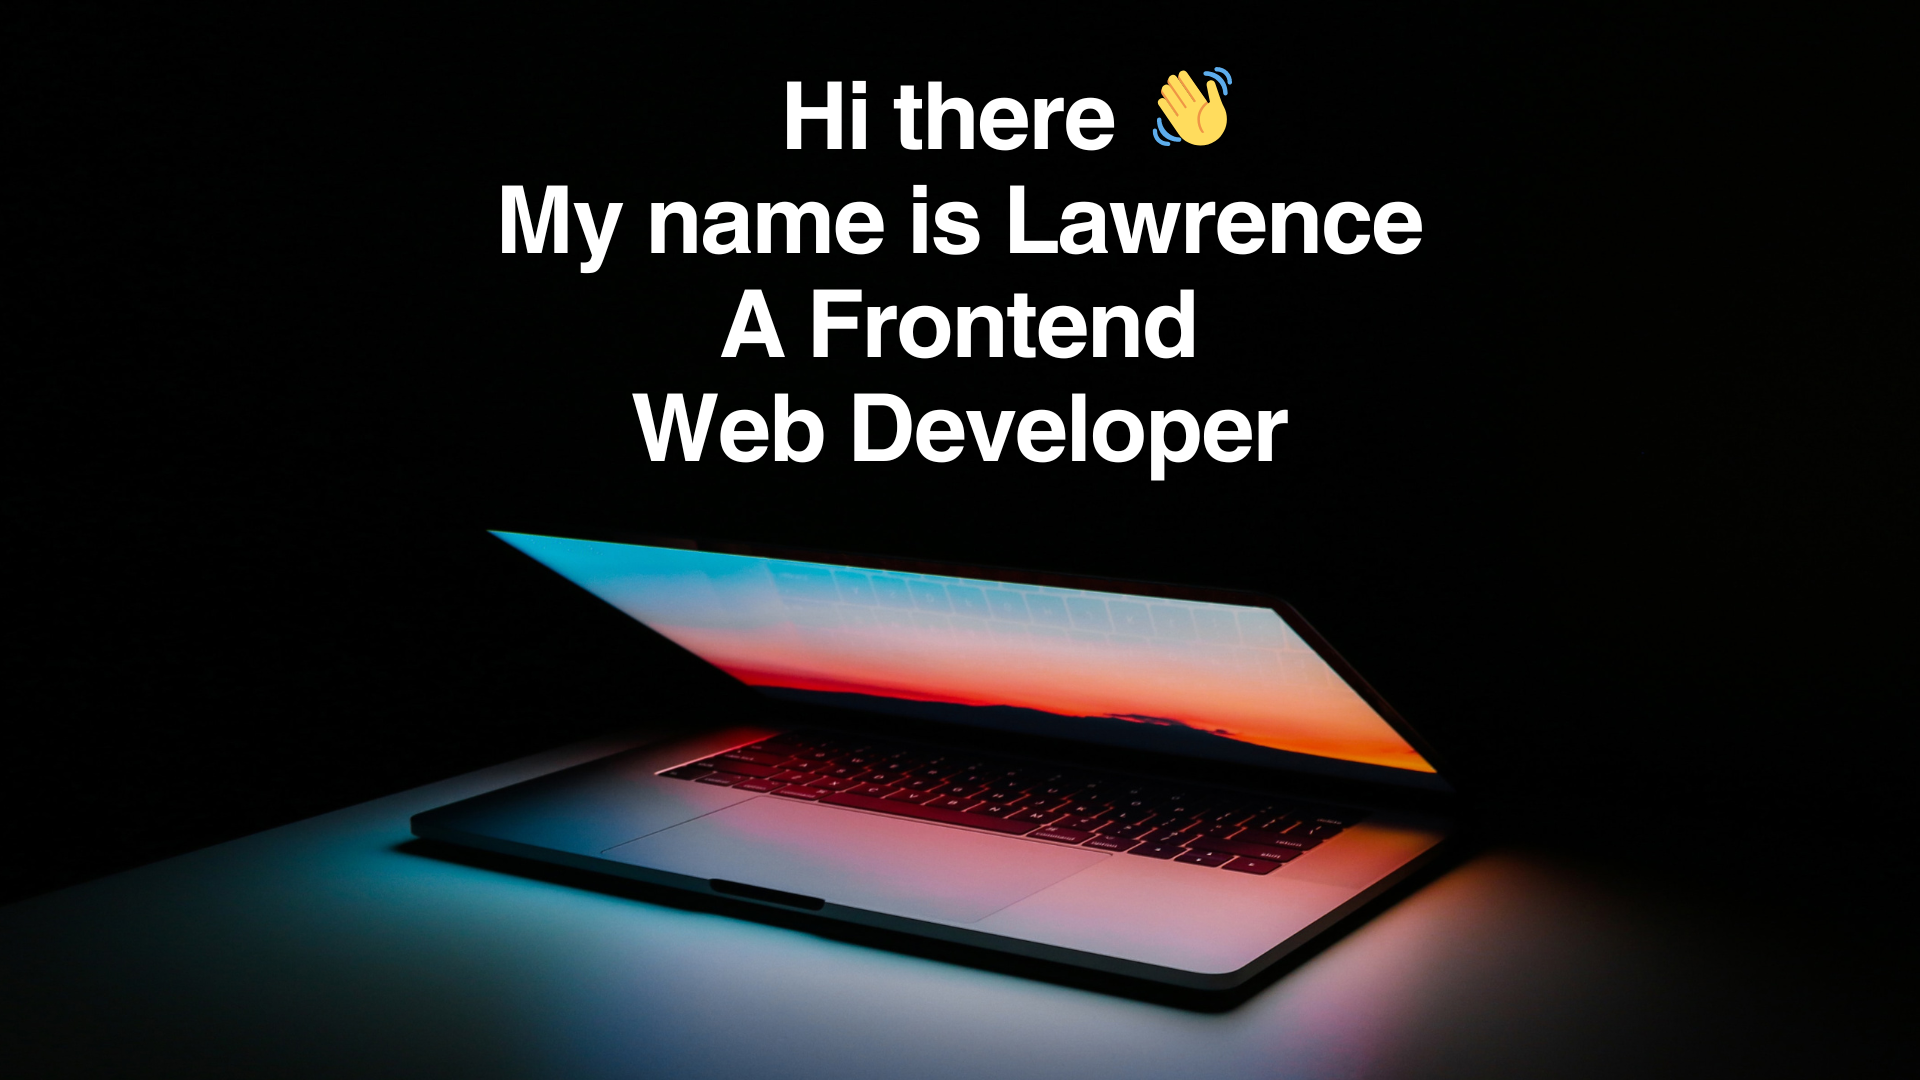 Hi there 👋
My name is Lawrence
A Frontend
Web Developer